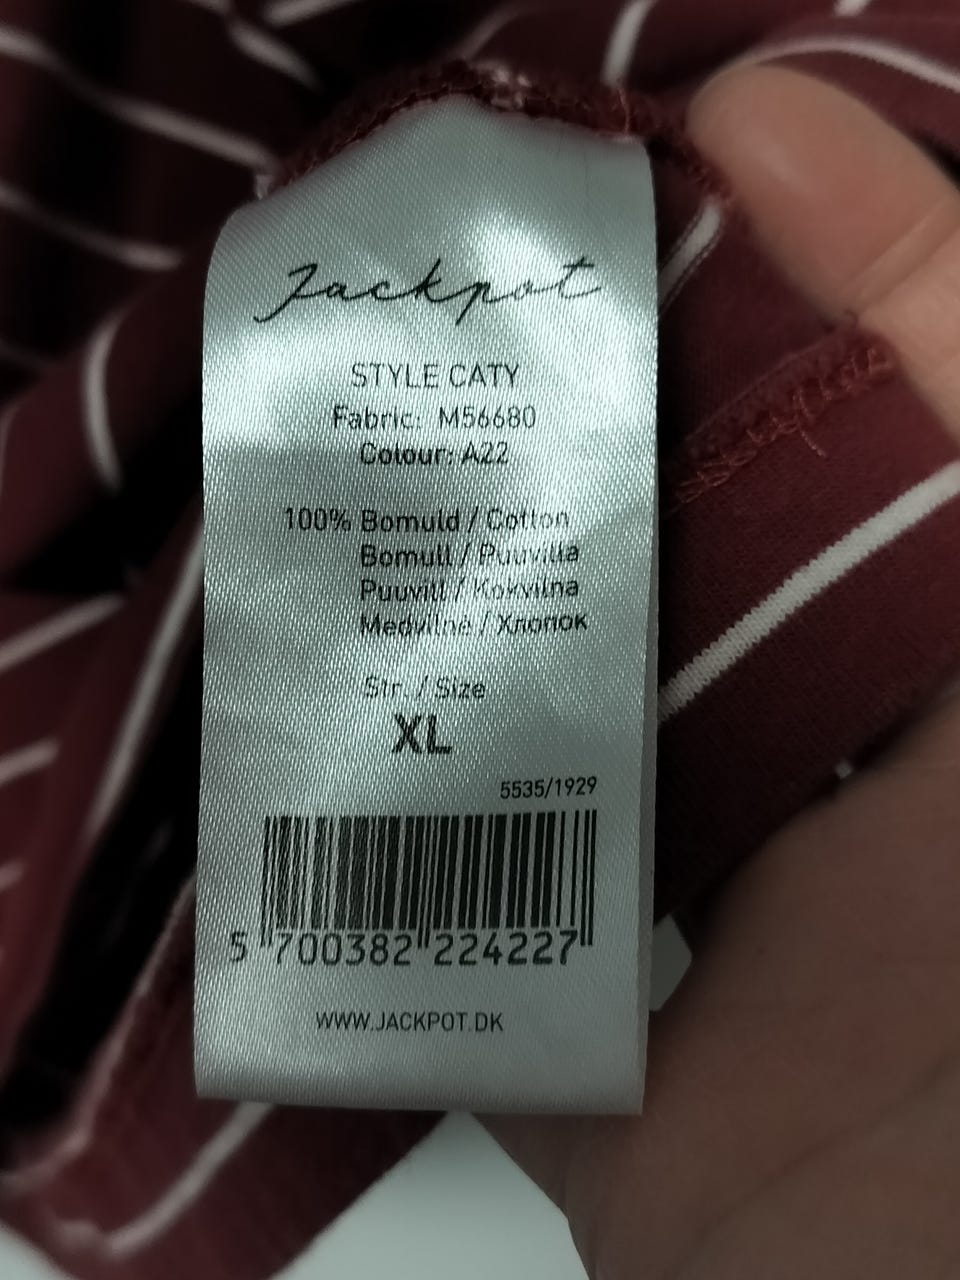 Jackpot
STYLE CATY
Fabric: M56680
Colour: A22
100% Bomuld / Cotton
Bomull / Puuvilla
Puuvill / Kokvilna
Medvilnė / Хлопок
Str. / Size
XL
5535/1929
5 700382 224227
WWW.JACKPOT.DK